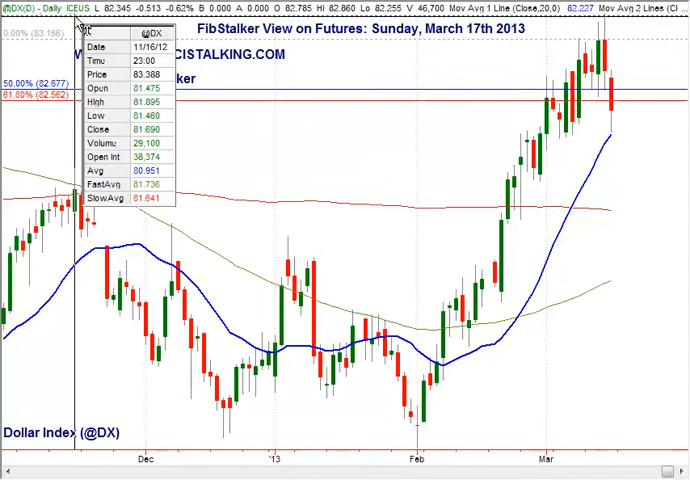 @DX(D) - Daily ICEUS L 82.345 -0.513 -0.62% B 0.000 A 0.000 O 82.785 Hi 82.860 Lo 82.255 V 46,700 Mov Avg 1 Line (Close,20,0) 82.227 Mov Avg 2 Lines (Cl
FibStalker View on Futures: Sunday, March 17th 2013
0.00% (83.166)
@DX
Date 11/16/12
Time 23:00
Price 83.388
Open 81.475
High 81.895
Low 81.460
Close 81.690
Volume 29,100
Open Int 38,374
Avg 80.951
FastAvg 81.736
SlowAvg 81.641
CISTALKING.COM
ker
50.00% (82.677)
61.80% (82.562)
Dollar Index (@DX)
Dec '13 Feb Mar